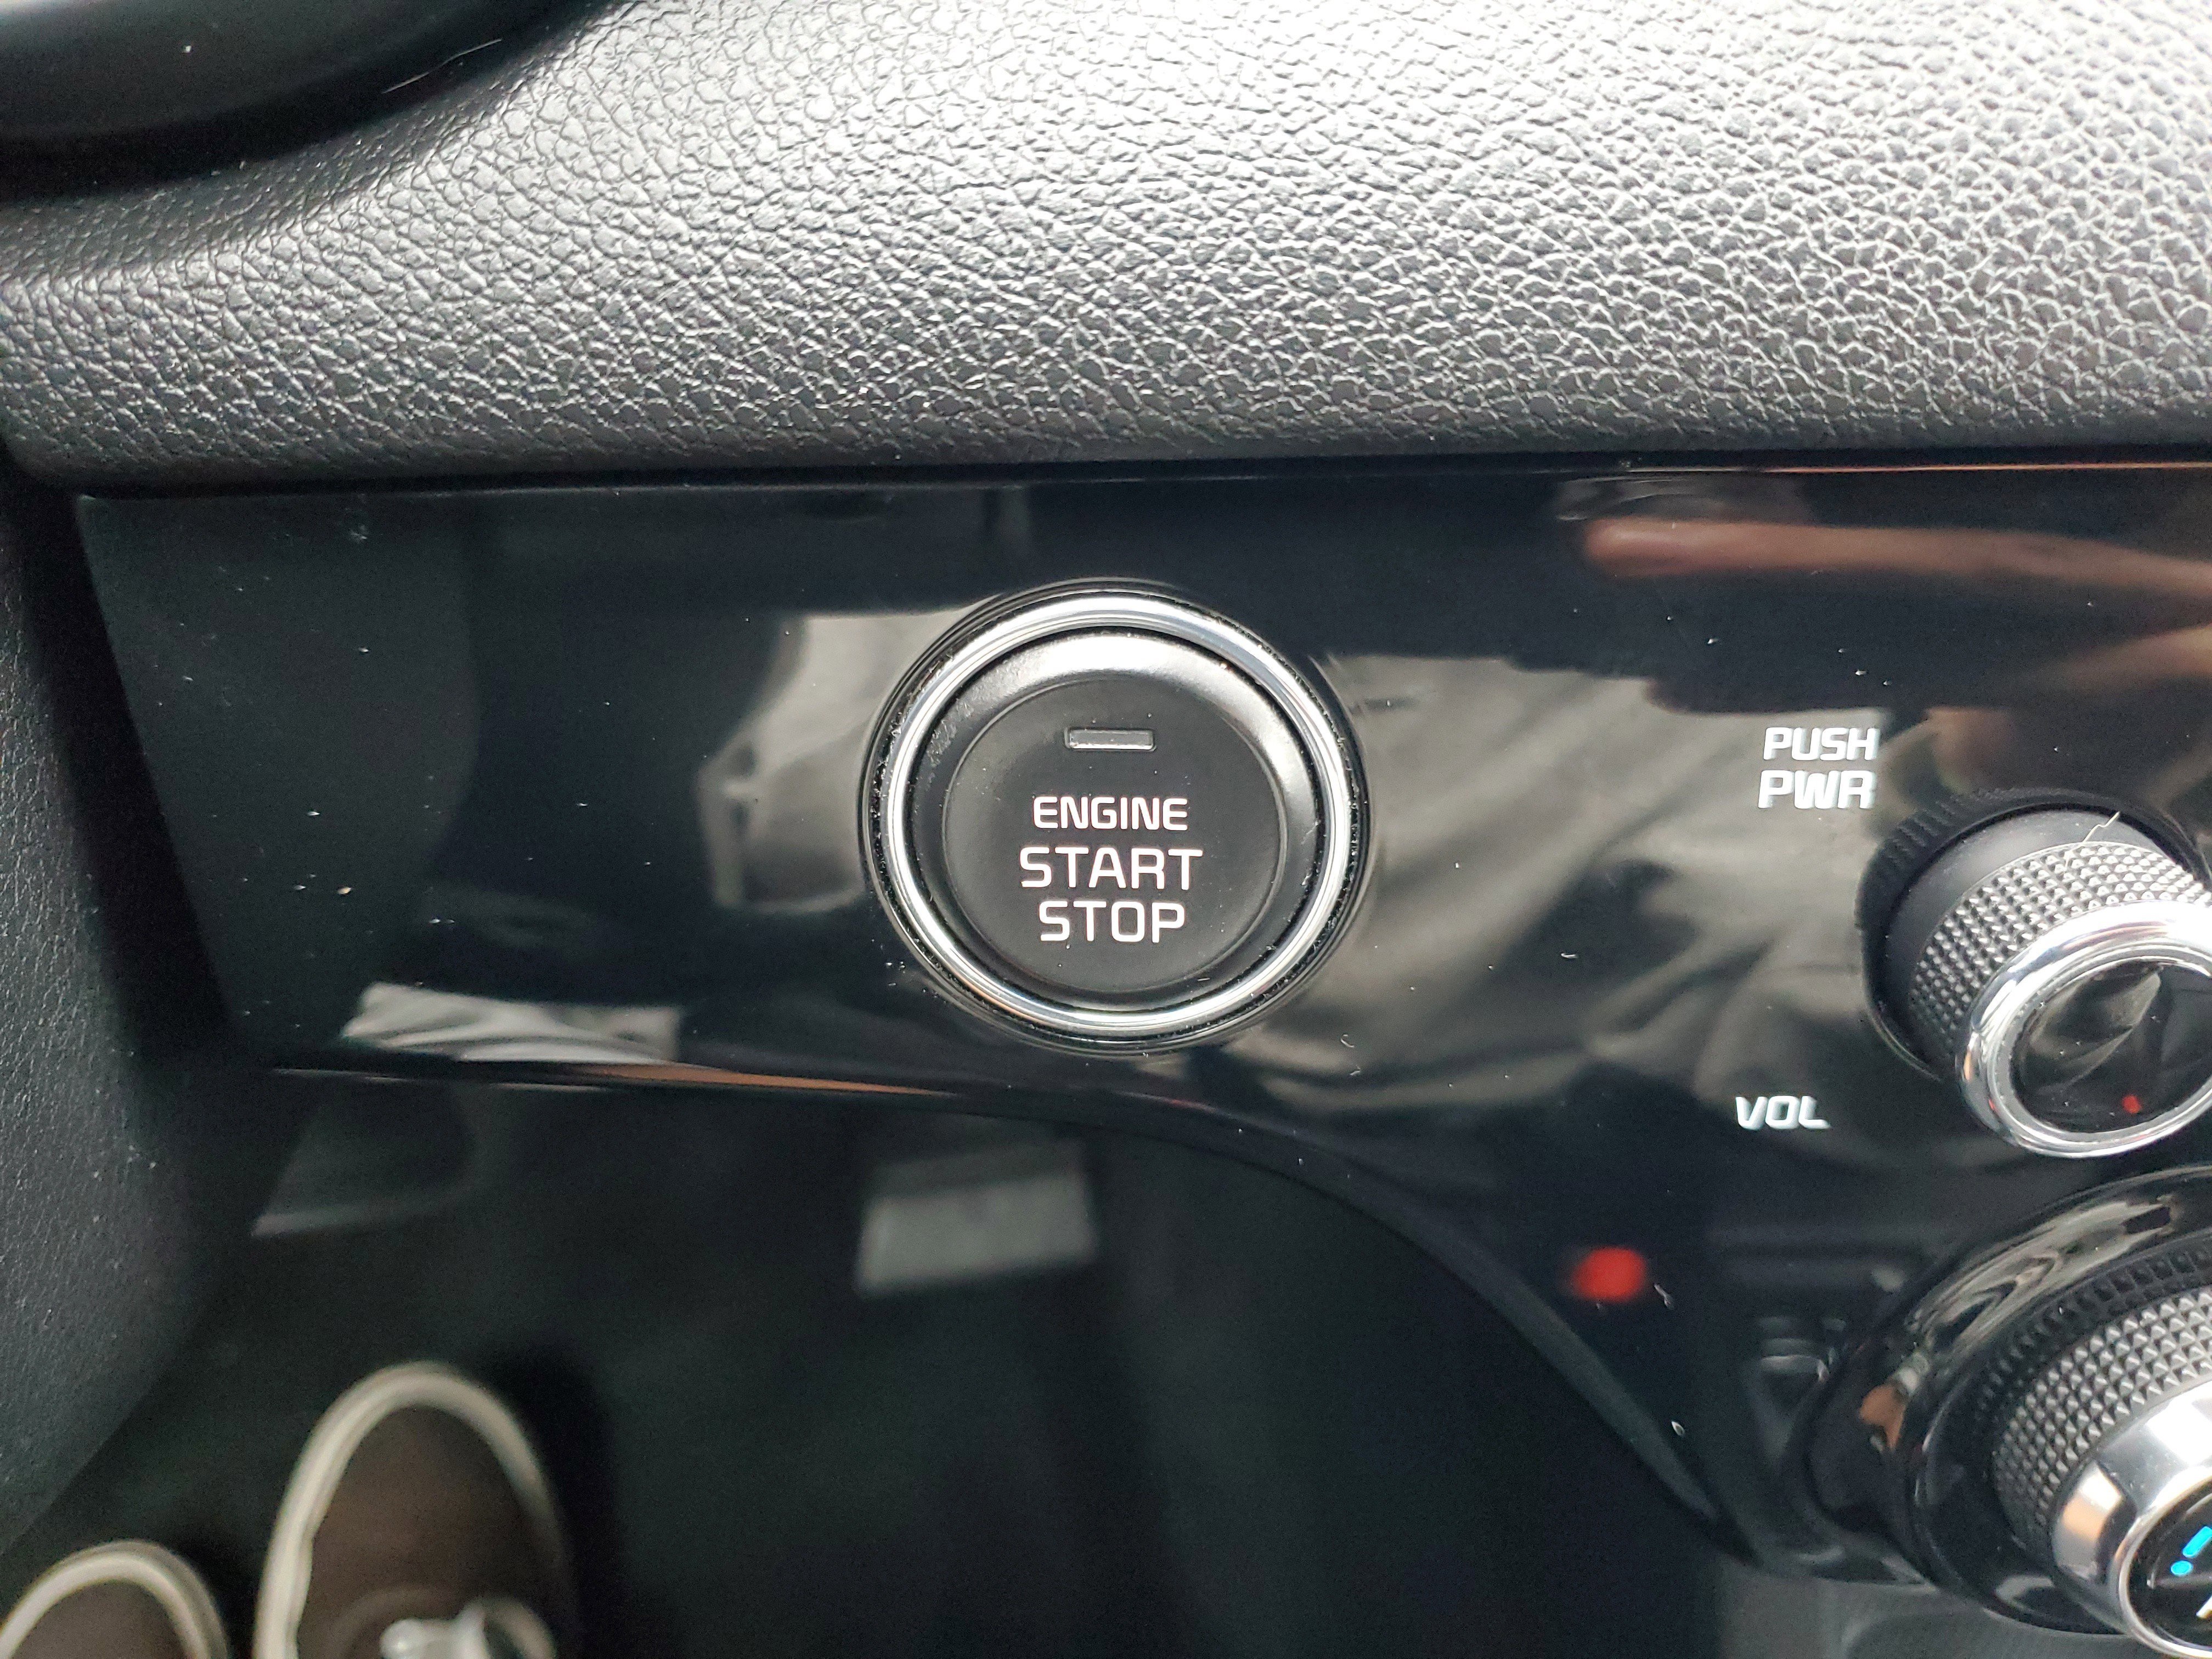 ENGINE
START
STOP
PUSH
PWR
VOL